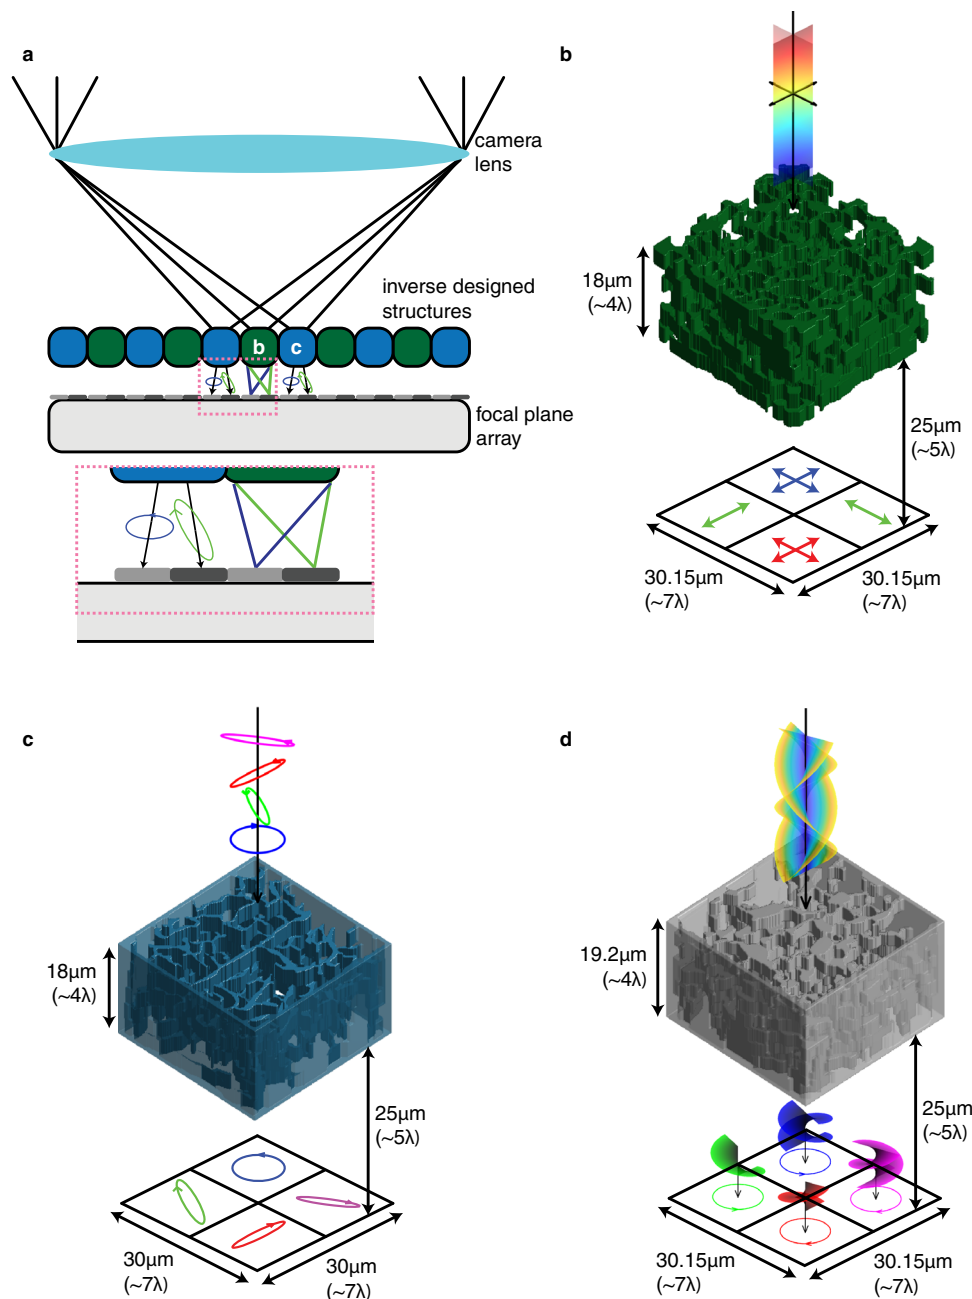 a
camera
lens
inverse designed
structures
b
c
focal plane
array
b
18μm
(~4λ)
25μm
(~5λ)
30.15μm
(~7λ)
30.15μm
(~7λ)
c
18μm
(~4λ)
25μm
(~5λ)
30μm
(~7λ)
30μm
(~7λ)
d
19.2μm
(~4λ)
25μm
(~5λ)
30.15μm
(~7λ)
30.15μm
(~7λ)